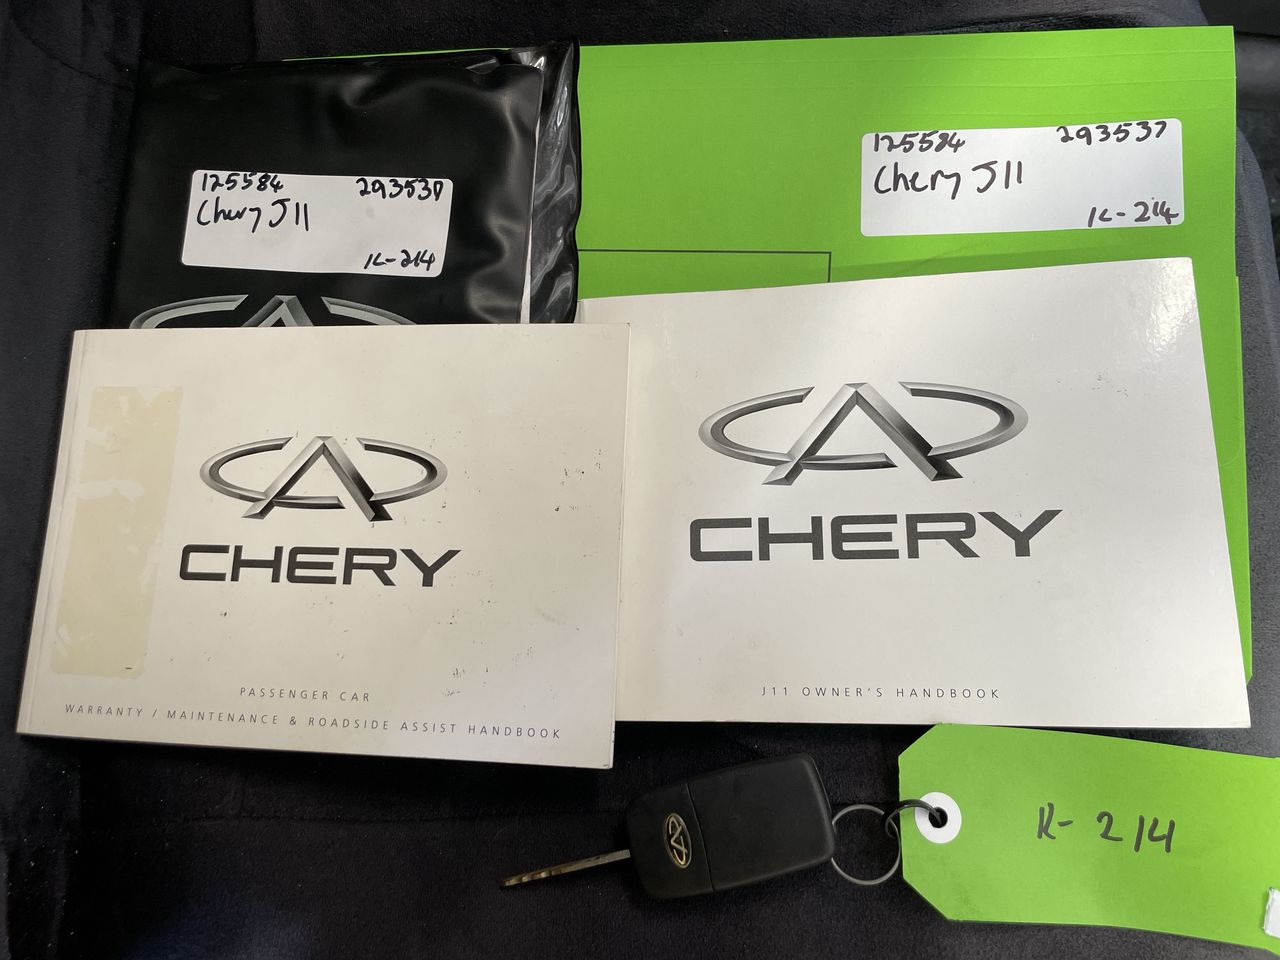 125584 293537
Chery J11
K-214
125584 293537
Chery J11
K-214
CHERY
PASSENGER CAR
WARRANTY / MAINTENANCE & ROADSIDE ASSIST HANDBOOK
CHERY
J11 OWNER'S HANDBOOK
K-214